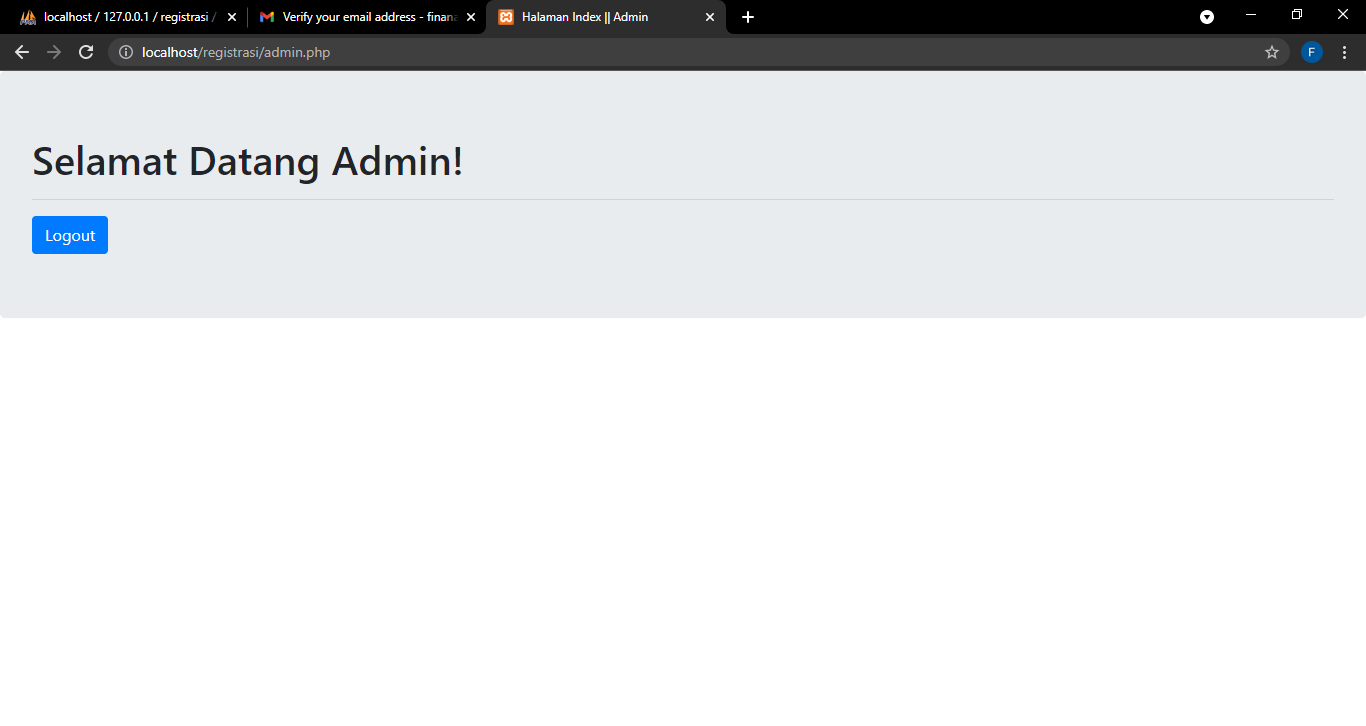 localhost / 127.0.0.1 / registrasi /
Verify your email address - finan
Halaman Index || Admin
localhost/registrasi/admin.php
F
Selamat Datang Admin!
Logout